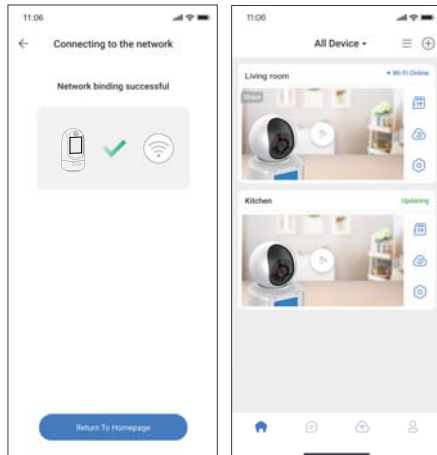 11:06
Connecting to the network
Network binding successful
Return To Homepage
11:06
All Device
Living room
Wi-Fi Online
Share
Kitchen
Updating